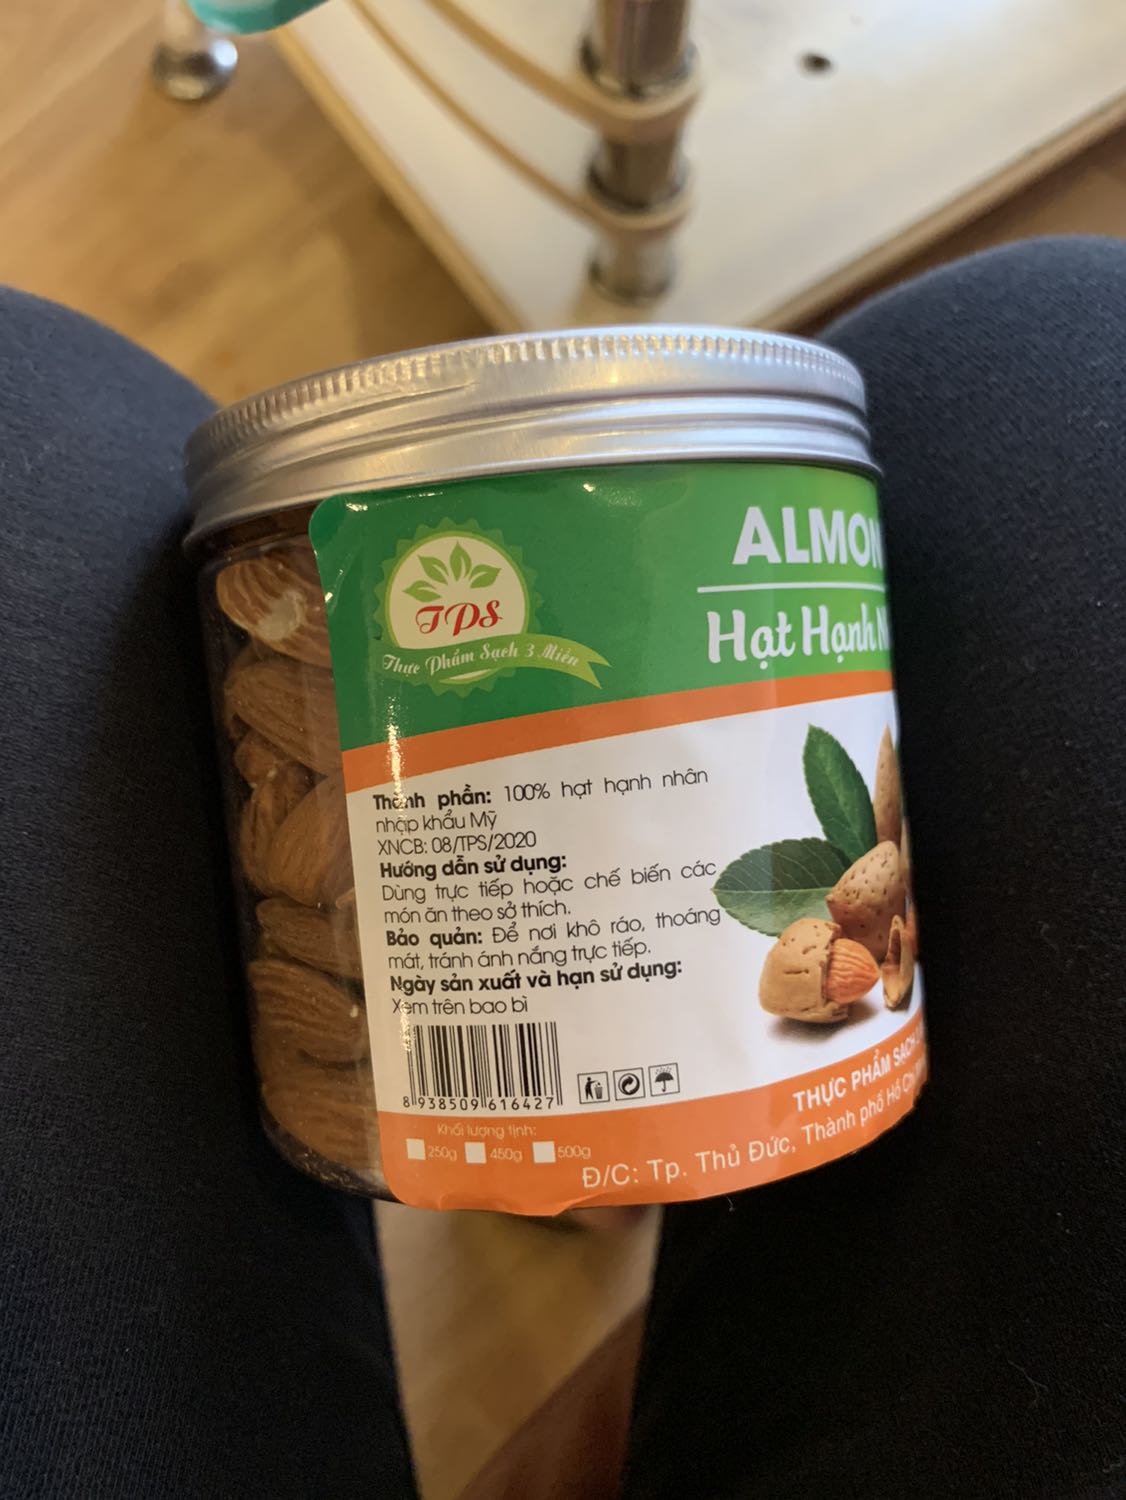 TPS
Thực Phẩm Sạch 3 Miền
ALMON
Hạt Hạnh N
Thành phần: 100% hạt hạnh nhân
nhập khẩu Mỹ
XNCB: 08/TPS/2020
Hướng dẫn sử dụng:
Dùng trực tiếp hoặc chế biến các
món ăn theo sở thích.
Bảo quản: Để nơi khô ráo, thoáng
mát, tránh ánh nắng trực tiếp.
Ngày sản xuất và hạn sử dụng:
Xem trên bao bì
8 938509 616427
Khối lượng tịnh:
250g 450g 500g
THỰC PHẨM SẠCH
Đ/C: Tp. Thủ Đức, Thành phố Hồ Chí